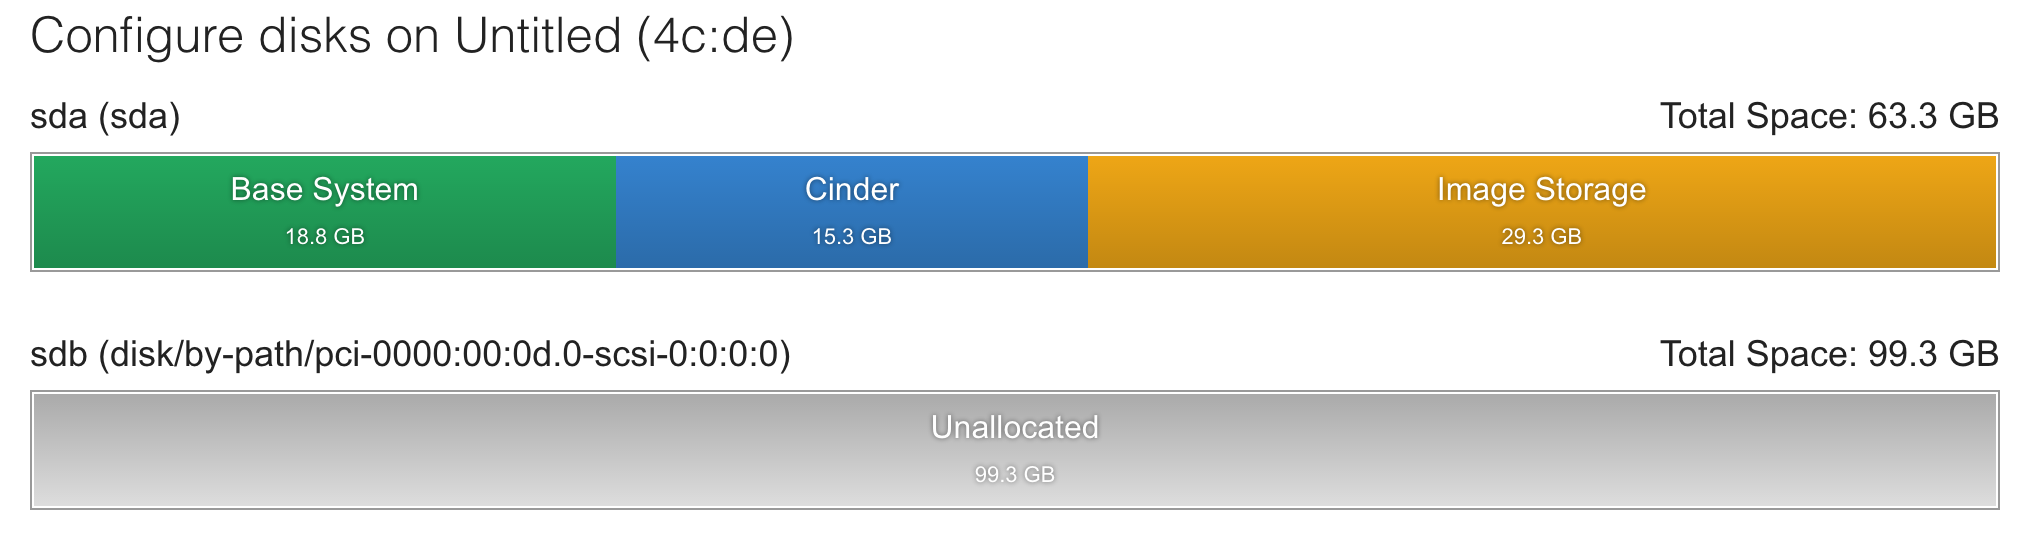 Configure disks on Untitled (4c:de)
sda (sda) Total Space: 63.3 GB
Base System Cinder Image Storage
18.8 GB 15.3 GB 29.3 GB
sdb (disk/by-path/pci-0000:00:0d.0-scsi-0:0:0:0) Total Space: 99.3 GB
Unallocated
99.3 GB